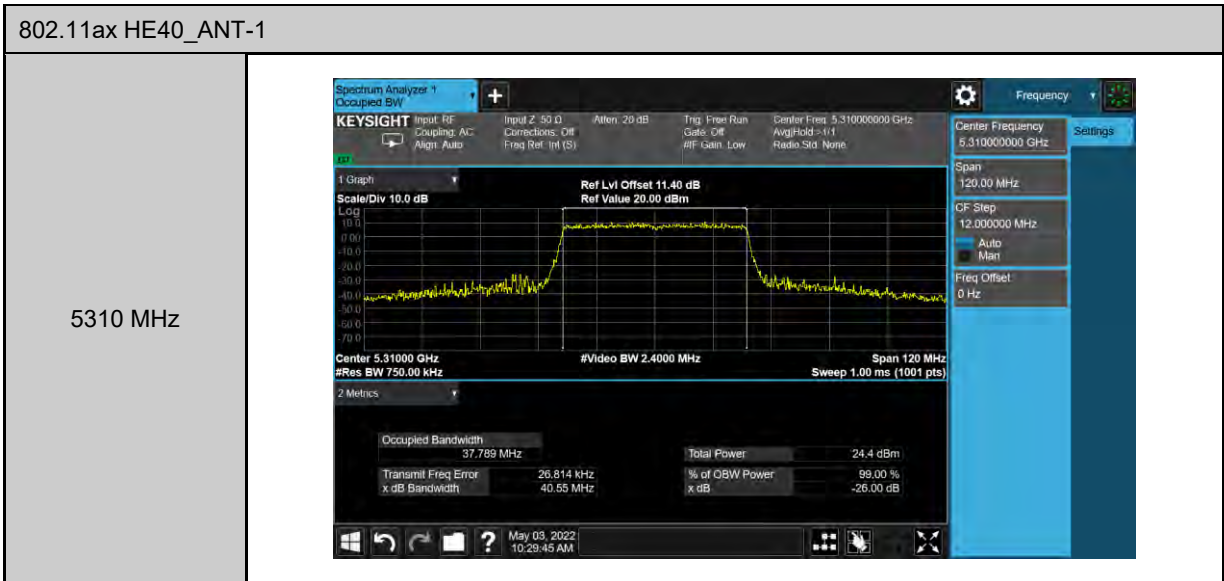 802.11ax HE40_ANT-1
5310 MHz
Spectrum Analyzer 1
Occupied BW
+
Frequency
KEYSIGHT
Input: RF
Coupling: AC
Align: Auto
Input Z: 50 Ω
Corrections: Off
Freq Ref: Int (S)
Atten: 20 dB
Trig: Free Run
Gate: Off
#IF Gain: Low
Center Freq: 5.310000000 GHz
Avg|Hold:>1/1
Radio Std: None
Center Frequency
5.310000000 GHz
Settings
Span
120.00 MHz
CF Step
12.000000 MHz
Auto
Man
Freq Offset
0 Hz
1 Graph
Scale/Div 10.0 dB
Ref Lvl Offset 11.40 dB
Ref Value 20.00 dBm
Log
10.0
0.00
-10.0
-20.0
-30.0
-40.0
-50.0
-60.0
-70.0
Center 5.31000 GHz
#Video BW 2.4000 MHz
Span 120 MHz
#Res BW 750.00 kHz
Sweep 1.00 ms (1001 pts)
2 Metrics
Occupied Bandwidth
37.789 MHz
Total Power 24.4 dBm
Transmit Freq Error 26.814 kHz
% of OBW Power 99.00 %
x dB Bandwidth 40.55 MHz
x dB -26.00 dB
?
May 03, 2022
10:29:45 AM